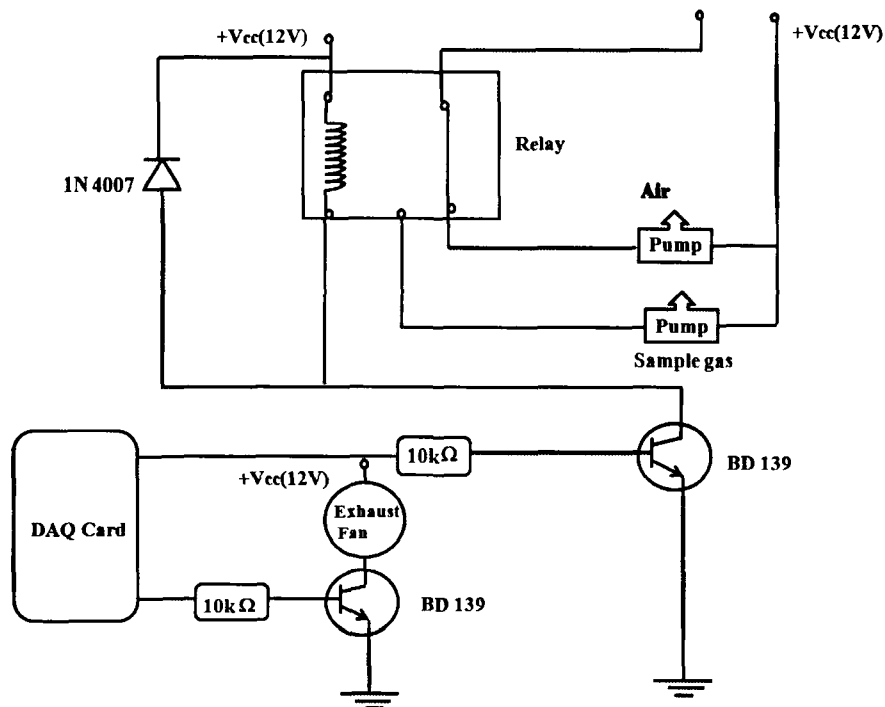 +Vcc(12V)
+Vcc(12V)
Relay
1N 4007
Air
Pump
Pump
Sample gas
10kΩ
BD 139
+Vcc(12V)
DAQ Card
Exhaust
Fan
10kΩ
BD 139